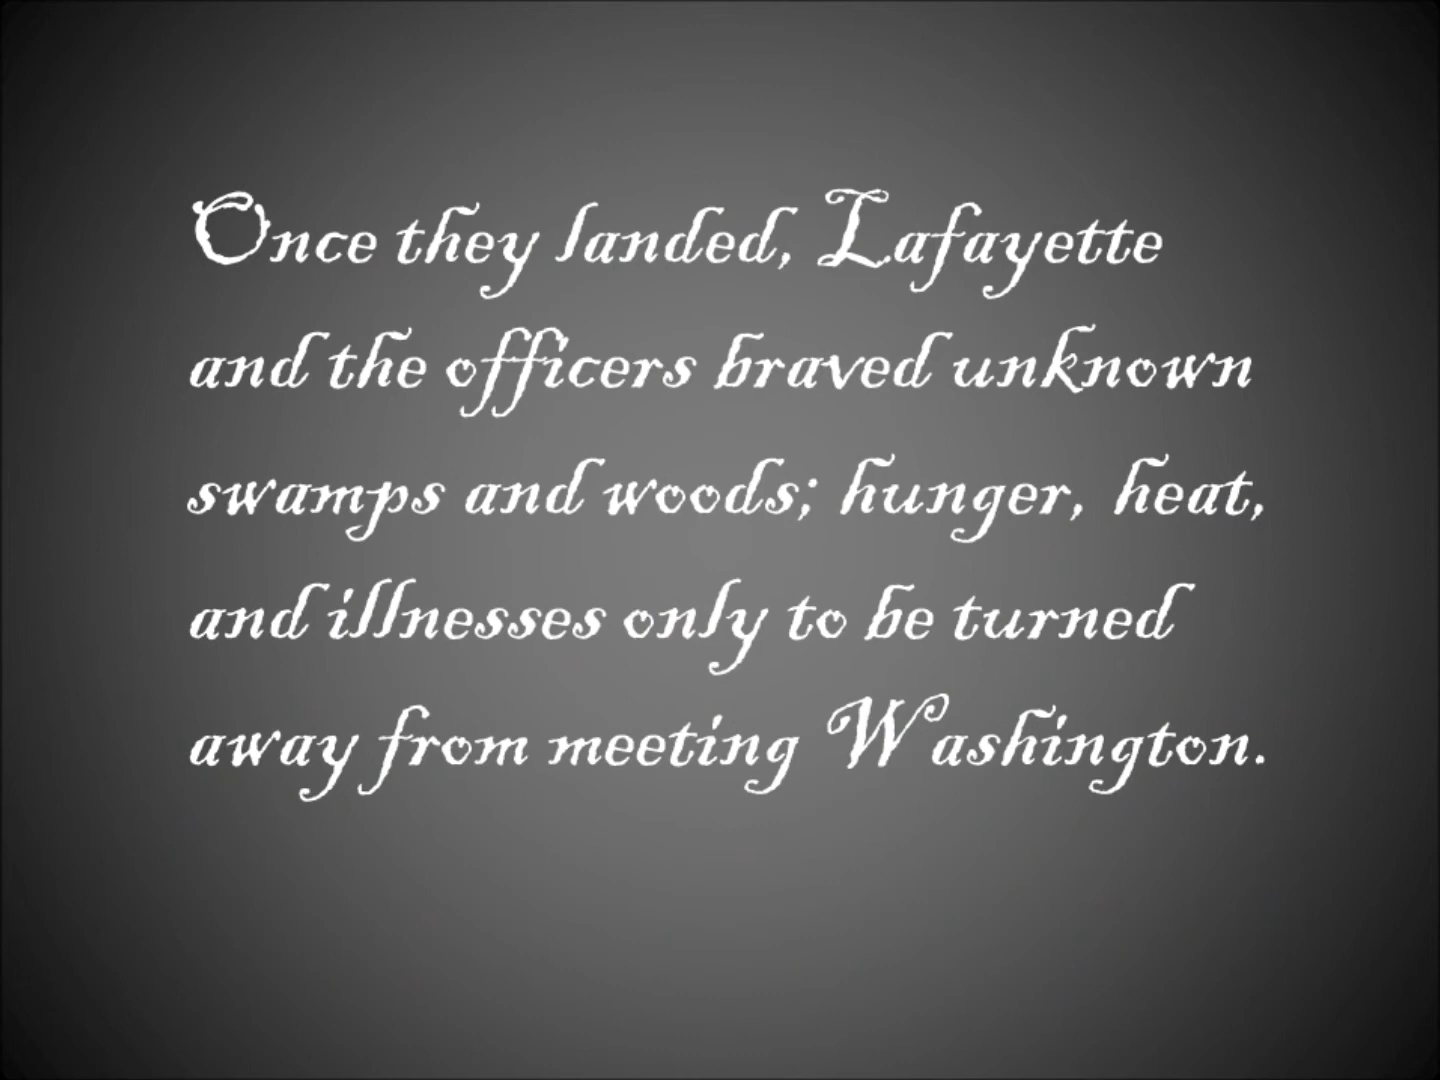 Once they landed, Lafayette
and the officers braved unknown
swamps and woods; hunger, heat,
and illnesses only to be turned
away from meeting Washington.